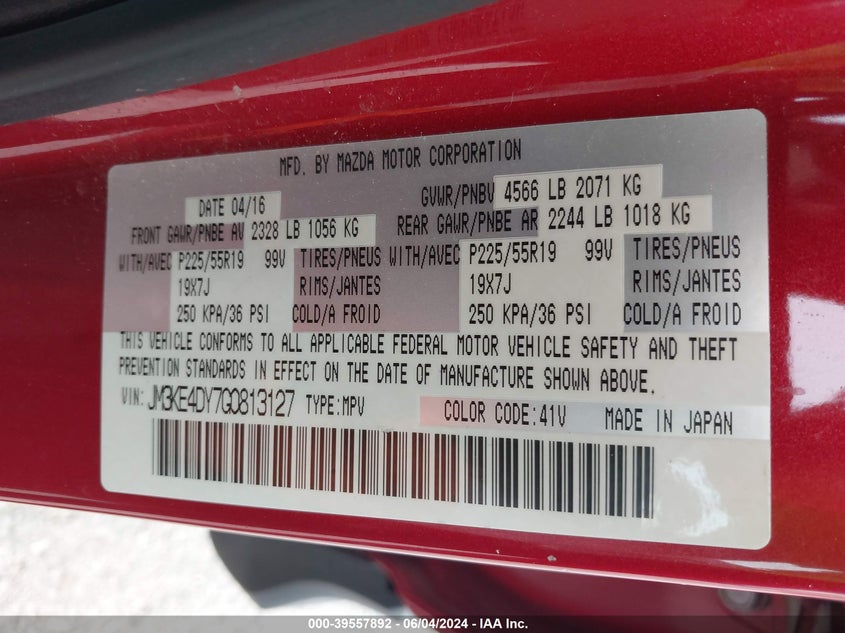 MFD. BY MAZDA MOTOR CORPORATION
DATE 04/16 GVWR/PNBV 4566 LB 2071 KG
FRONT GAWR/PNBE AV 2328 LB 1056 KG REAR GAWR/PNBE AR 2244 LB 1018 KG
WITH/AVEC P225/55R19 99V TIRES/PNEUS WITH/AVEC P225/55R19 99V TIRES/PNEUS
19X7J RIMS/JANTES 19X7J RIMS/JANTES
250 KPA/36 PSI COLD/A FROID 250 KPA/36 PSI COLD/A FROID
THIS VEHICLE CONFORMS TO ALL APPLICABLE FEDERAL MOTOR VEHICLE SAFETY AND THEFT
PREVENTION STANDARDS IN EFFECT ON THE DATE OF MANUFACTURE SHOWN ABOVE.
VIN: JM3KE4DY7G0813127 TYPE:MPV COLOR CODE:41V MADE IN JAPAN
000-39557892 - 06/04/2024 - IAA Inc.